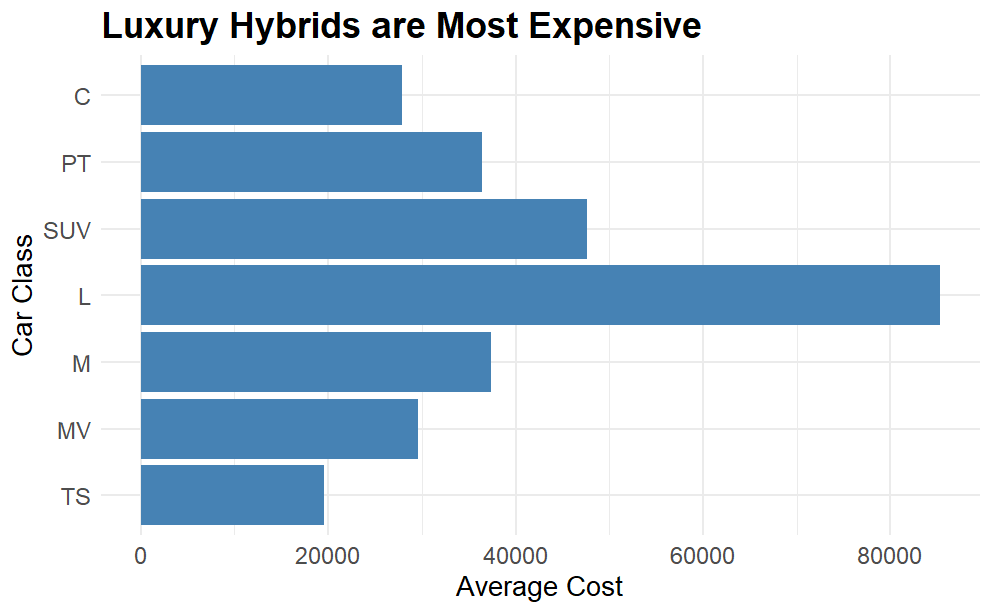 Luxury Hybrids are Most Expensive
C
PT
SUV
L
M
MV
TS
Car Class
0 20000 40000 60000 80000
Average Cost